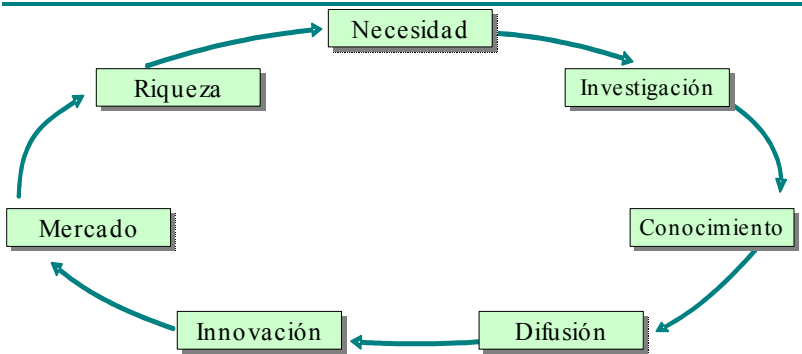 Necesidad
Riqueza
Investigación
Mercado
Conocimiento
Innovación
Difusión